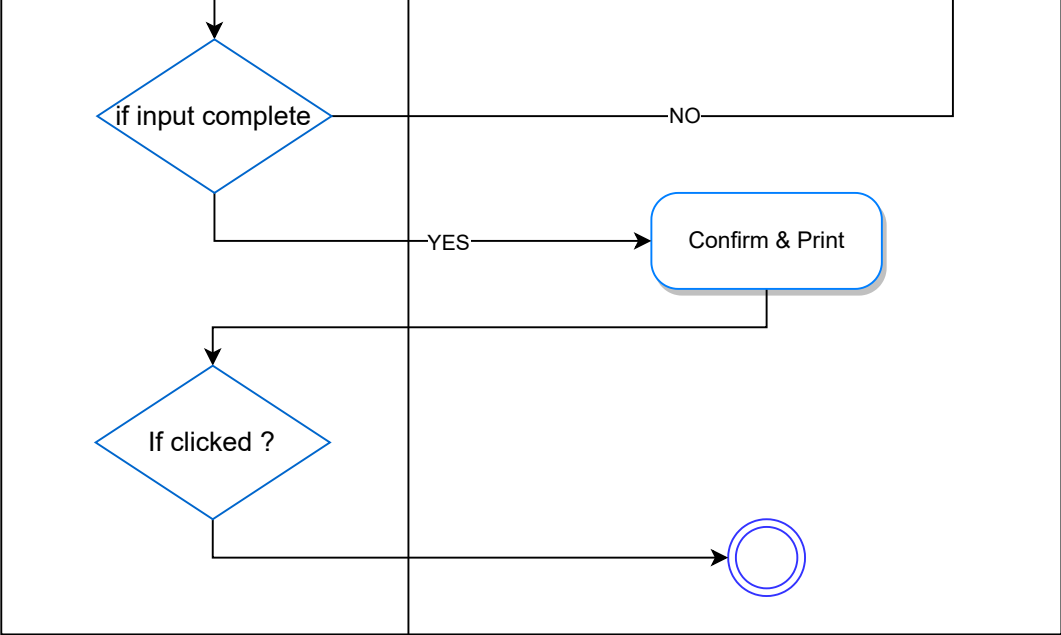 if input complete
NO
YES
Confirm & Print
If clicked ?